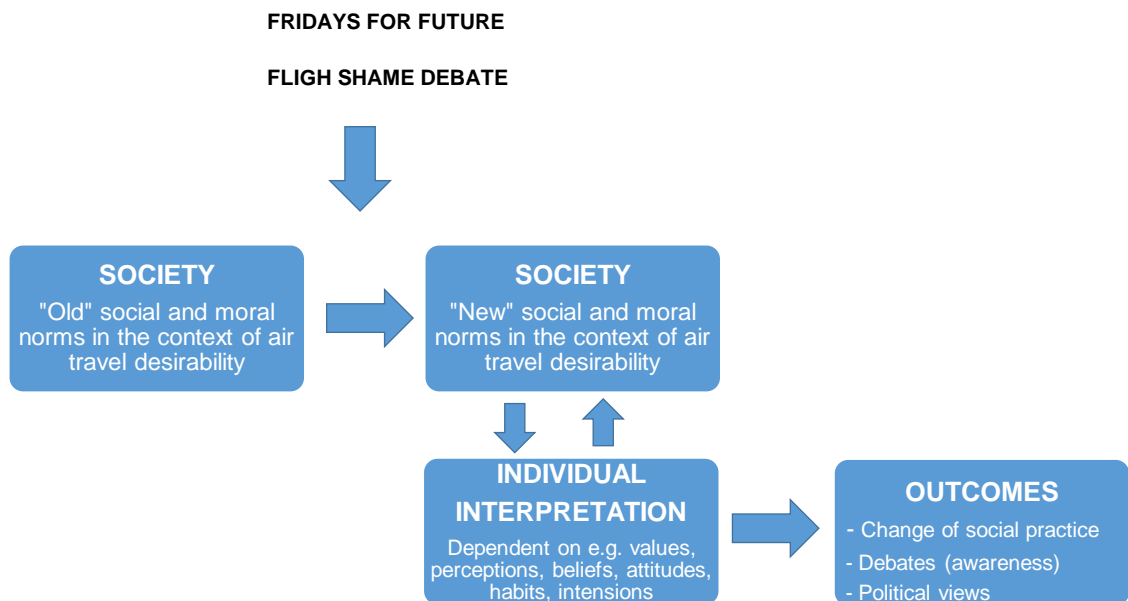 FRIDAYS FOR FUTURE
FLIGH SHAME DEBATE
SOCIETY
"Old" social and moral
norms in the context of air
travel desirability
SOCIETY
"New" social and moral
norms in the context of air
travel desirability
INDIVIDUAL
INTERPRETATION
Dependent on e.g. values,
perceptions, beliefs, attitudes,
habits, intensions
OUTCOMES
- Change of social practice
- Debates (awareness)
- Political views